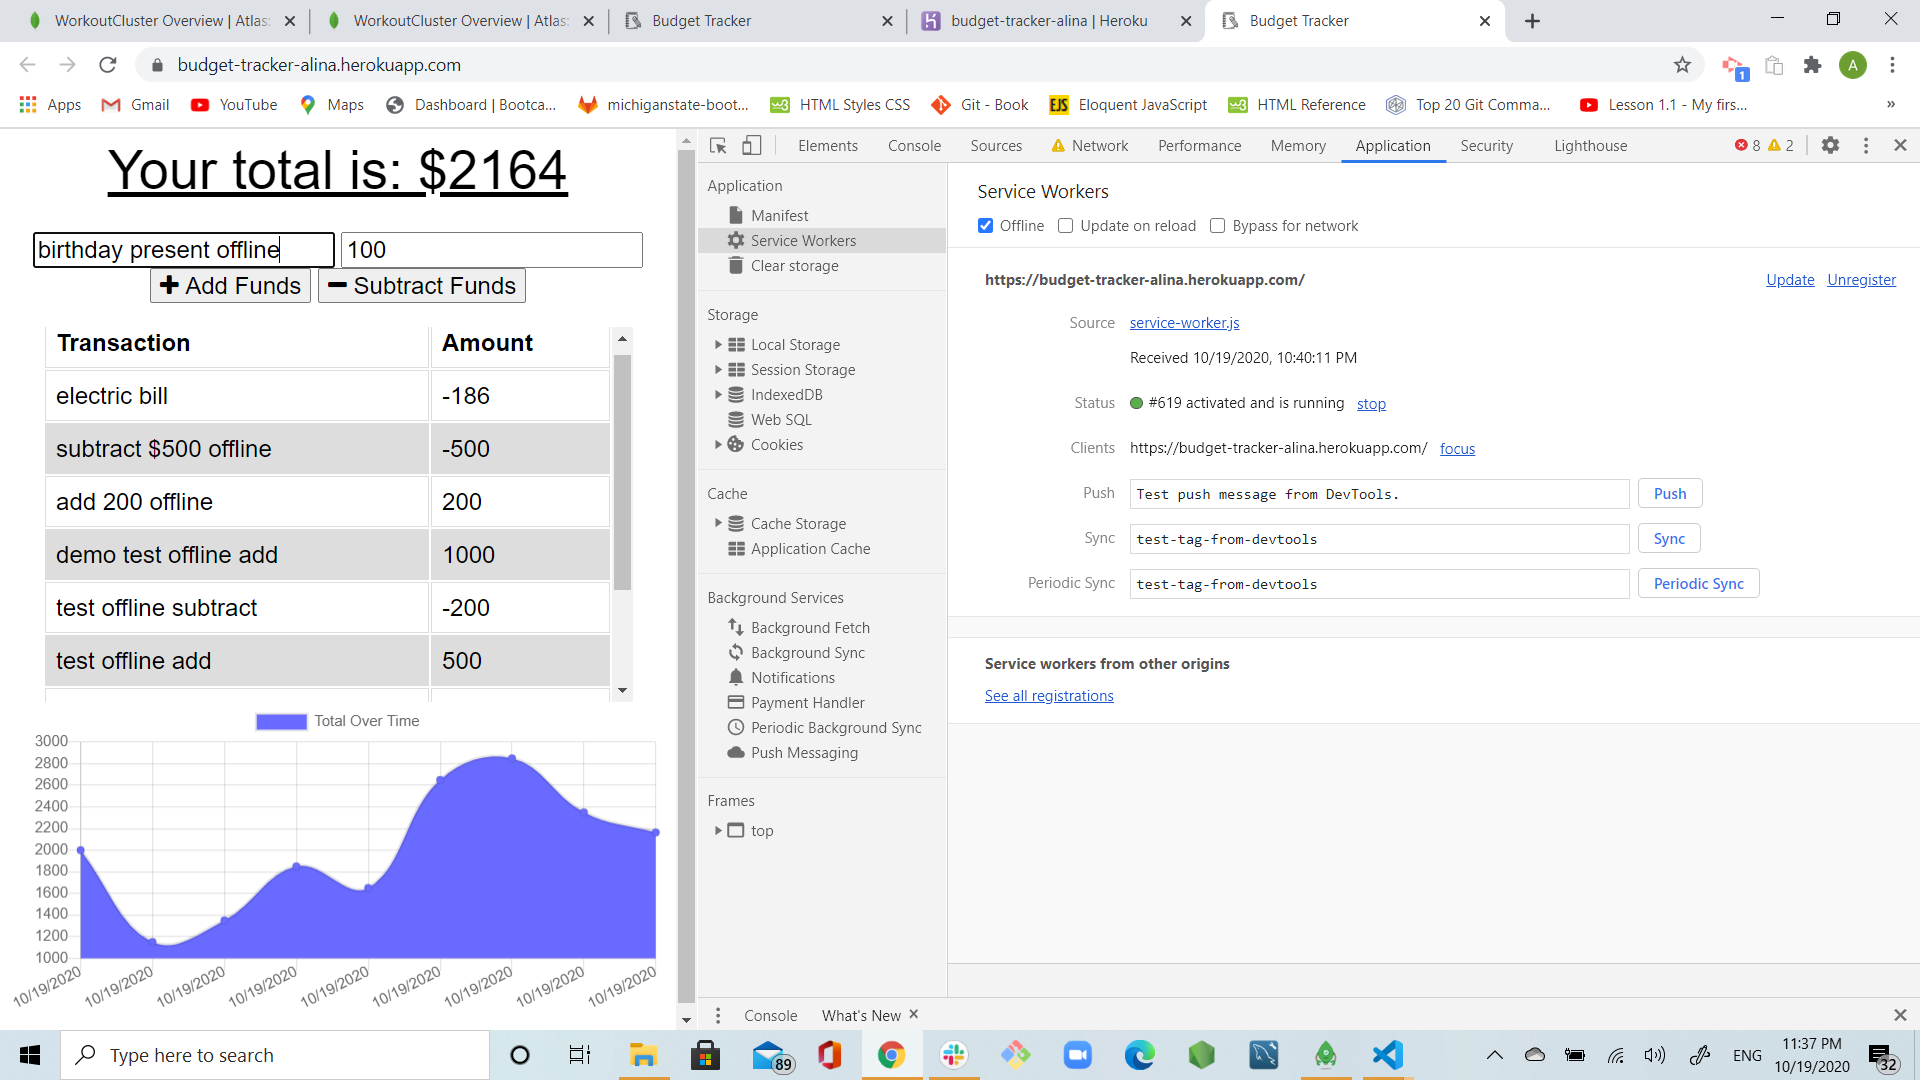 WorkoutCluster Overview | Atlas:
WorkoutCluster Overview | Atlas:
Budget Tracker
budget-tracker-alina | Heroku
Budget Tracker
budget-tracker-alina.herokuapp.com
1
A
Apps
Gmail
YouTube
Maps
Dashboard | Bootca...
michiganstate-boot...
HTML Styles CSS
Git - Book
EJS
Eloquent JavaScript
HTML Reference
Top 20 Git Comma...
Lesson 1.1 - My firs...
»
Your total is: $2164
birthday present offline
100
Add Funds
Subtract Funds
Transaction Amount
electric bill -186
subtract $500 offline -500
add 200 offline 200
demo test offline add 1000
test offline subtract -200
test offline add 500
Total Over Time
3000
2800
2600
2400
2200
2000
1800
1600
1400
1200
1000
10/19/2020
10/19/2020
10/19/2020
10/19/2020
10/19/2020
10/19/2020
10/19/2020
10/19/2020
10/19/2020
Elements
Console
Sources
Network
Performance
Memory
Application
Security
Lighthouse
8
2
Application
Manifest
Service Workers
Clear storage
Storage
Local Storage
Session Storage
IndexedDB
Web SQL
Cookies
Cache
Cache Storage
Application Cache
Background Services
Background Fetch
Background Sync
Notifications
Payment Handler
Periodic Background Sync
Push Messaging
Frames
top
Service Workers
Offline
Update on reload
Bypass for network
https://budget-tracker-alina.herokuapp.com/
Update
Unregister
Source service-worker.js
Received 10/19/2020, 10:40:11 PM
Status #619 activated and is running stop
Clients https://budget-tracker-alina.herokuapp.com/ focus
Push Test push message from DevTools. Push
Sync test-tag-from-devtools Sync
Periodic Sync test-tag-from-devtools Periodic Sync
Service workers from other origins
See all registrations
Console
What's New
Type here to search
89
ENG
11:37 PM
10/19/2020
32